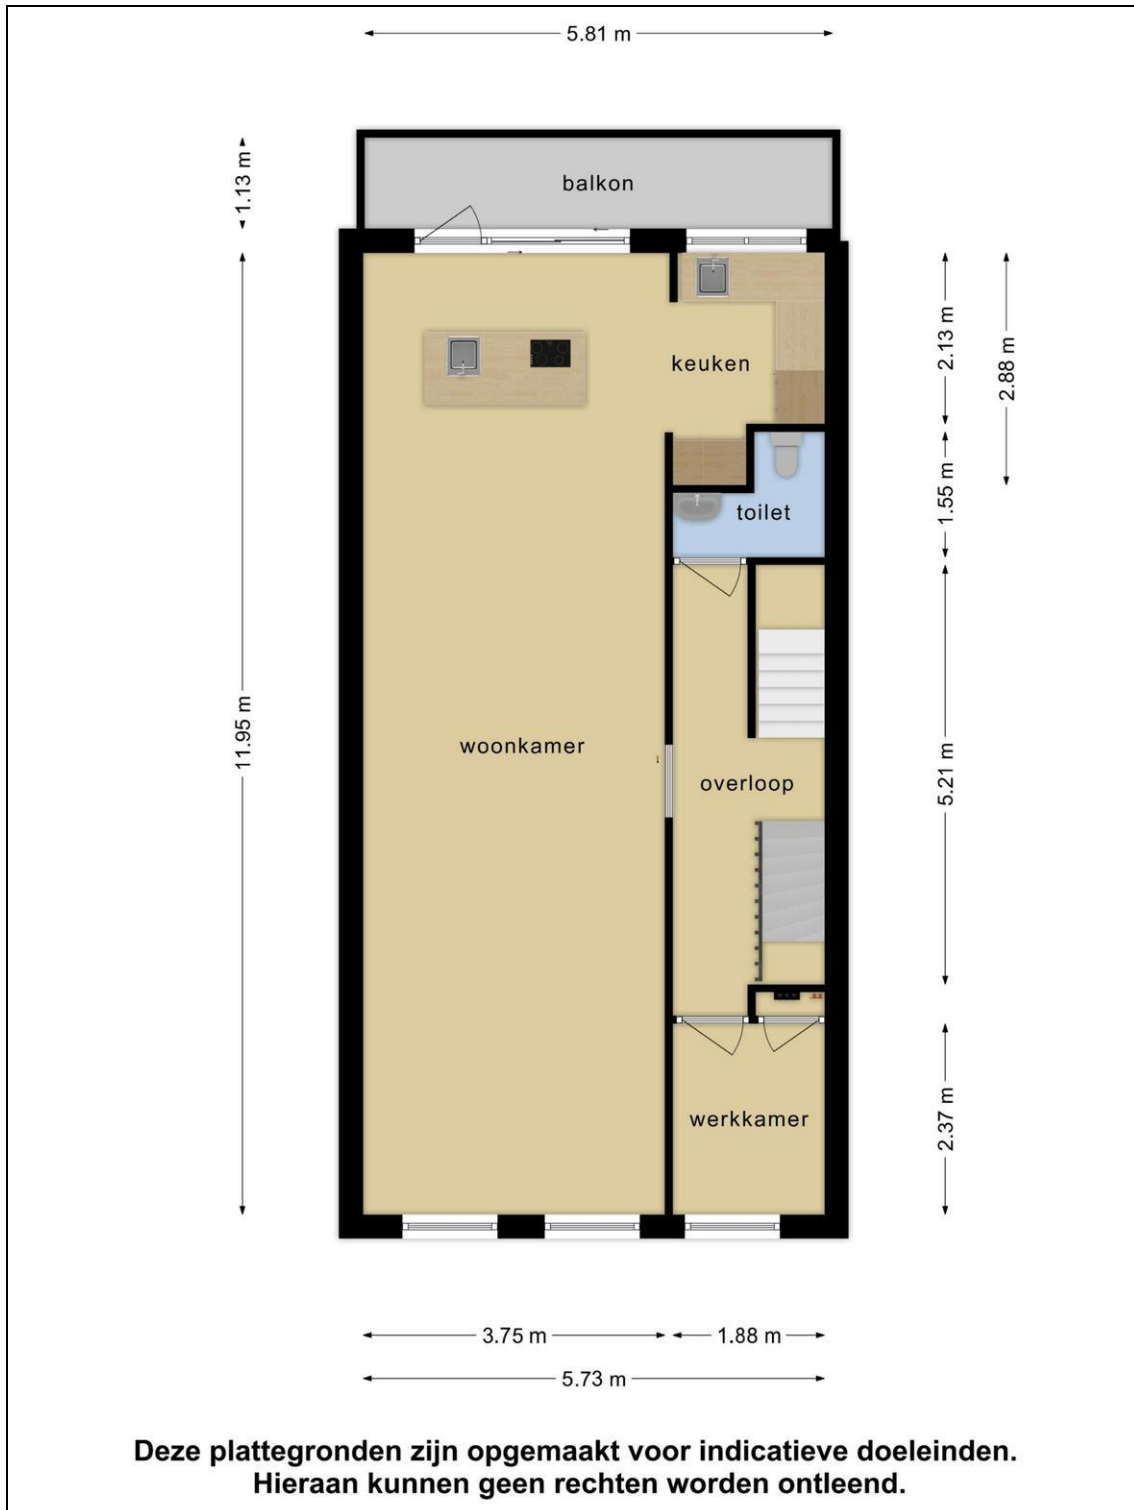 5.81 m
1.13 m
balkon
keuken
2.13 m
2.88 m
1.55 m
toilet
11.95 m
woonkamer
overloop
5.21 m
werkkamer
2.37 m
3.75 m
1.88 m
5.73 m
Deze plattegronden zijn opgemaakt voor indicatieve doeleinden.
Hieraan kunnen geen rechten worden ontleend.